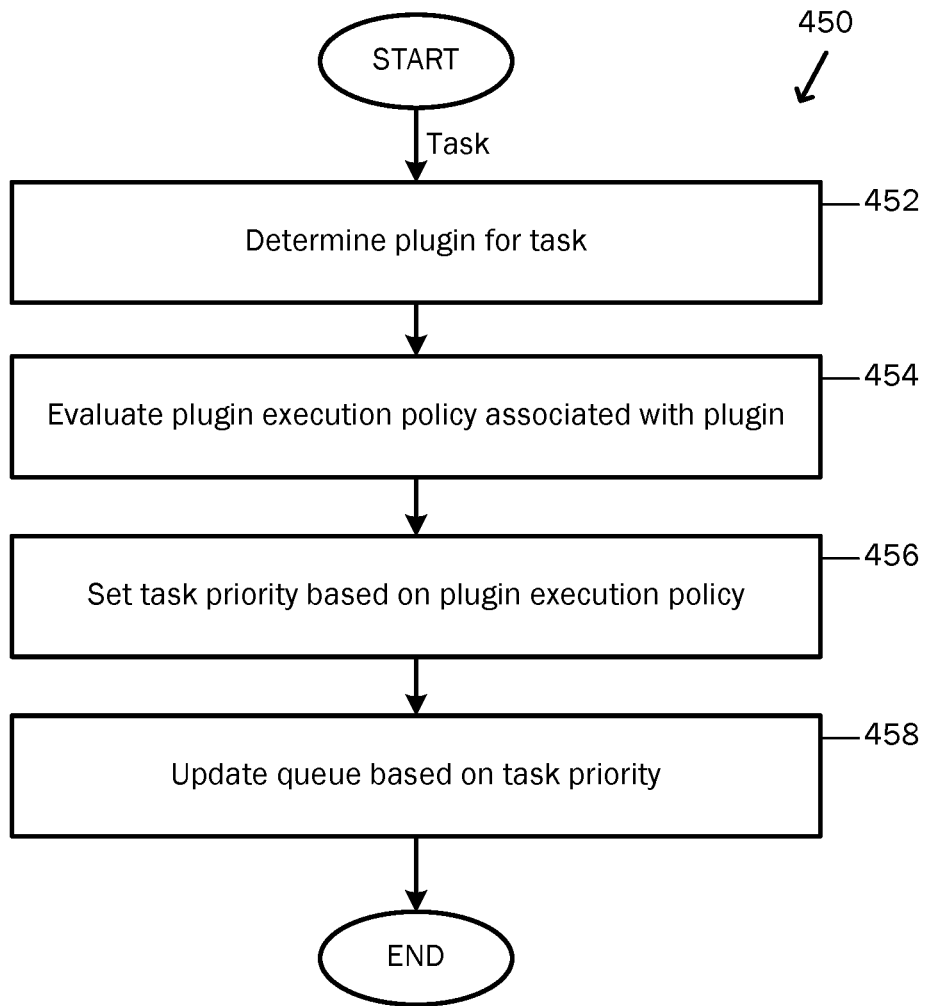 450
START
Task
452
Determine plugin for task
454
Evaluate plugin execution policy associated with plugin
456
Set task priority based on plugin execution policy
458
Update queue based on task priority
END